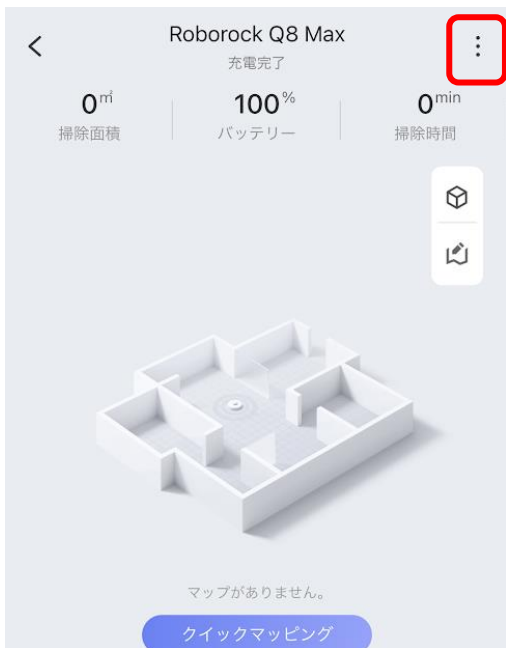 Roborock Q8 Max
充電完了
0㎡ 100% 0min
掃除面積 バッテリー 掃除時間
マップがありません。
クイックマッピング